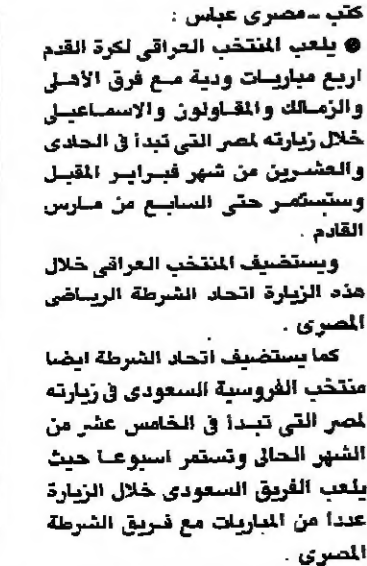 كتب ـ مصرى عباس :
● يلعب المنتخب العراقى لكرة القدم
اربع مباريات ودية مع فرق الأهلى
والزمالك والمقاولون والاسماعيلى
خلال زيارته لمصر التى تبدأ فى الحادى
والعشرين من شهر فبراير المقبل
وستستمر حتى السابع من مارس
القادم .
ويستضيف المنتخب العراقى خلال
هذه الزيارة اتحاد الشرطة الرياضى
المصرى .
كما يستضيف اتحاد الشرطة ايضا
منتخب الفروسية السعودى فى زيارته
لمصر التى تبدأ فى الخامس عشر من
الشهر الحالى وتستمر اسبوعا حيث
يلعب الفريق السعودى خلال الزيارة
عددا من المباريات مع فريق الشرطة
المصرى .